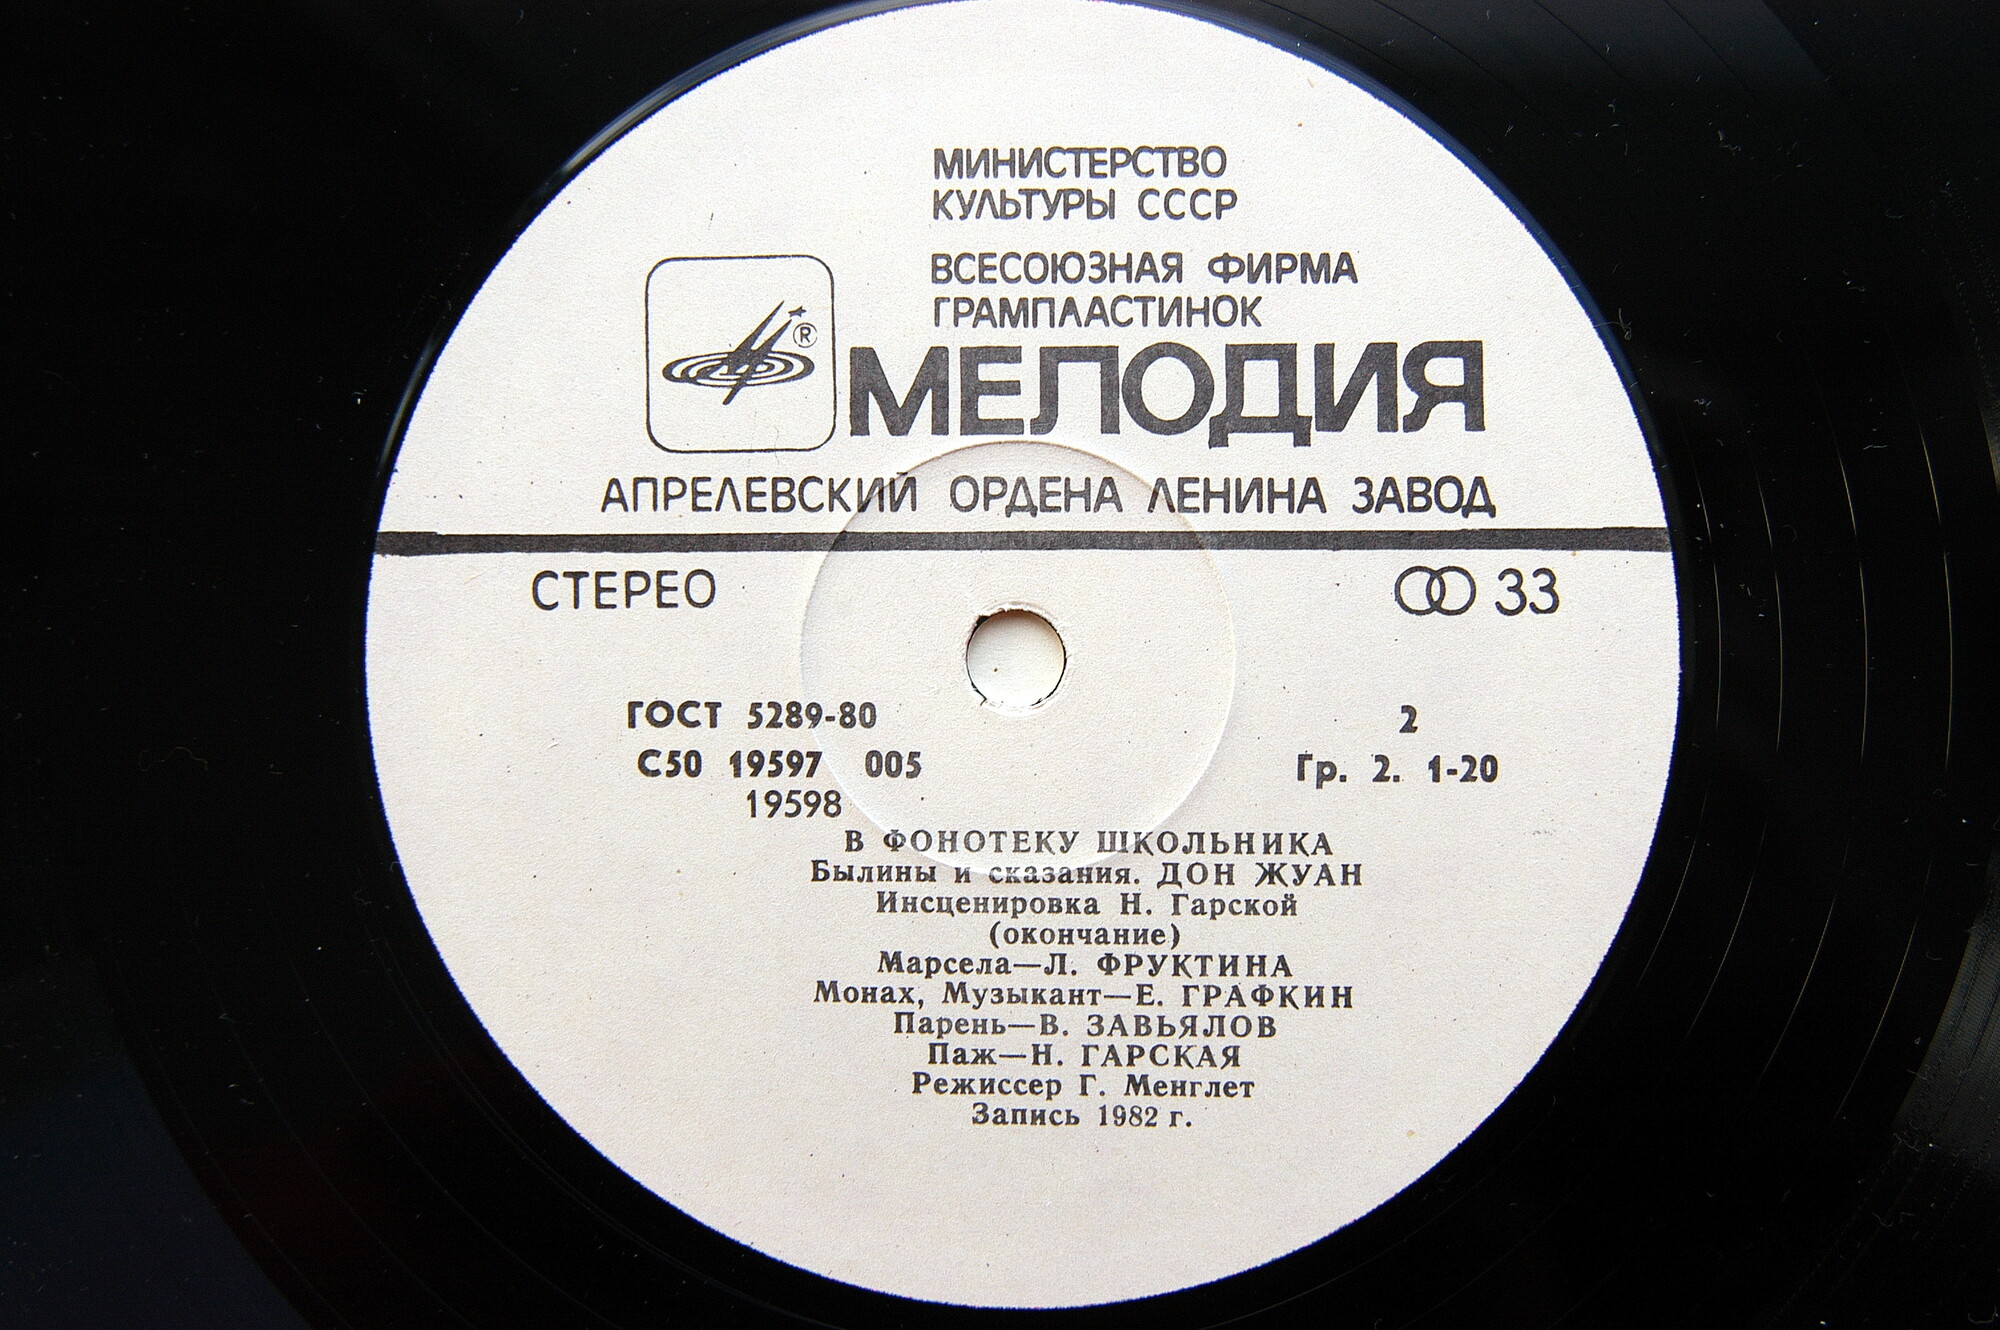 МИНИСТЕРСТВО
КУЛЬТУРЫ СССР
ВСЕСОЮЗНАЯ ФИРМА
ГРАМПЛАСТИНОК
®
МЕЛОДИЯ
АПРЕЛЕВСКИЙ ОРДЕНА ЛЕНИНА ЗАВОД
СТЕРЕО
33
ГОСТ 5289-80
2
С50 19597 005
Гр. 2. 1-20
19598
В ФОНОТЕКУ ШКОЛЬНИКА
Былины и сказания. ДОН ЖУАН
Инсценировка Н. Гарской
(окончание)
Марсела—Л. ФРУКТИНА
Монах, Музыкант—Е. ГРАФКИН
Парень—В. ЗАВЬЯЛОВ
Паж—Н. ГАРСКАЯ
Режиссер Г. Менглет
Запись 1982 г.